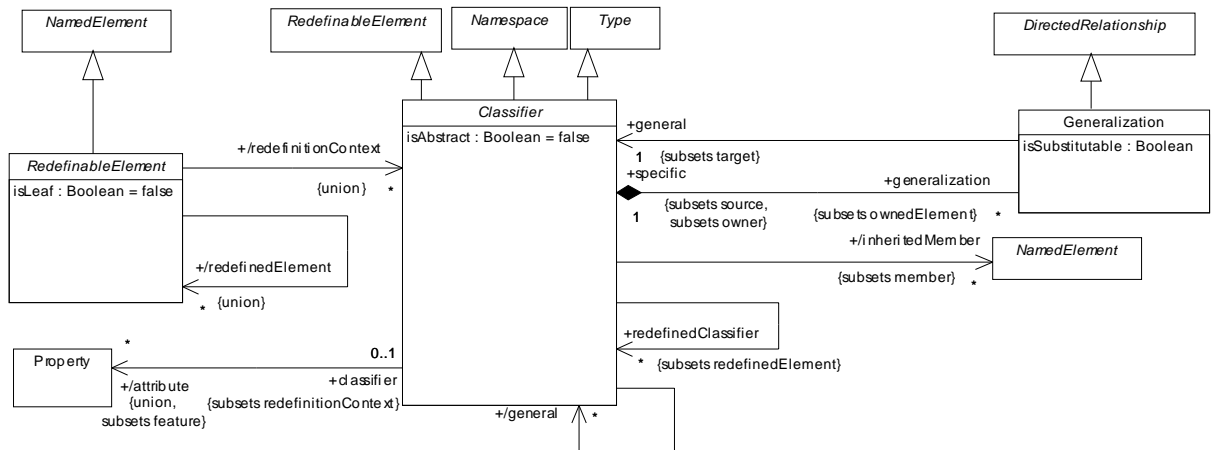 NamedElement
RedefinableElement
Namespace
Type
DirectedRelationship
Classifier
isAbstract : Boolean = false
Generalization
isSubstitutable : Boolean
RedefinableElement
isLeaf : Boolean = false
+/redefinitionContext
{union} *
+general
1 {subsets target}
+specific
1 {subsets source,
subsets owner}
+generalization
{subsets ownedElement} *
+/redefinedElement
* {union}
+/inheritedMember
{subsets member} *
NamedElement
+redefinedClassifier
* {subsets redefinedElement}
Property
*
+/attribute
{union,
subsets feature}
0..1
+classifier
{subsets redefinitionContext}
+/general *